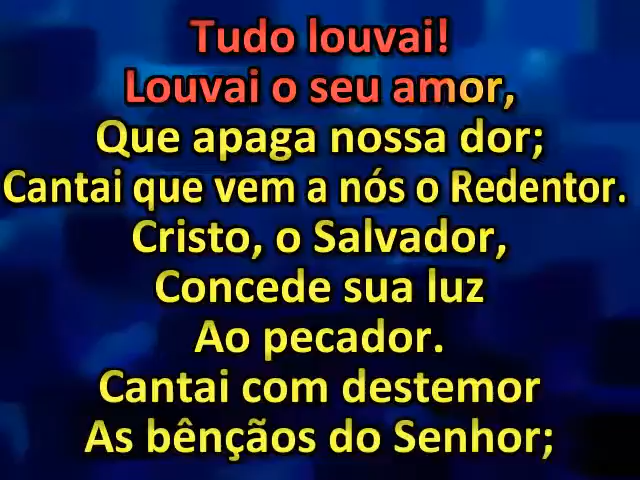 Tudo louvai!
Louvai o seu amor,
Que apaga nossa dor;
Cantai que vem a nós o Redentor.
Cristo, o Salvador,
Concede sua luz
Ao pecador.
Cantai com destemor
As bênçãos do Senhor;